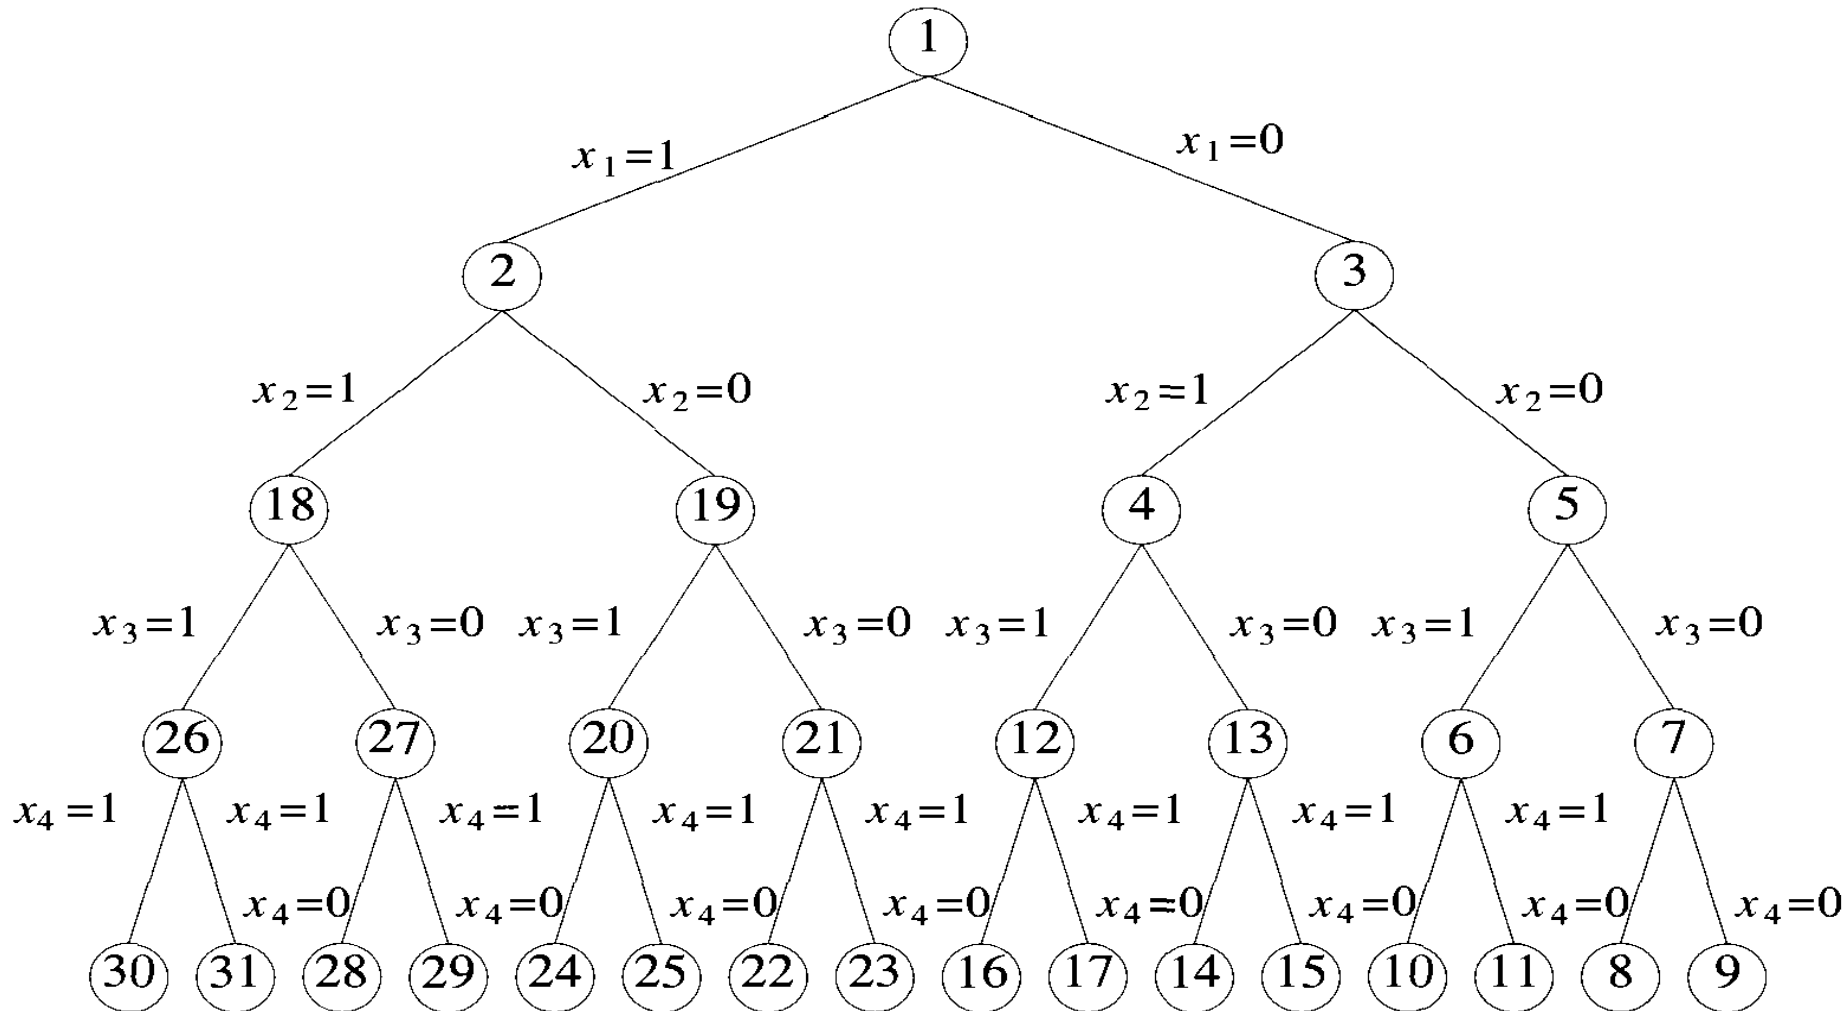 1
x1=1 x1=0
2 3
x2=1 x2=0 x2=1 x2=0
18 19 4 5
x3=1 x3=0 x3=1 x3=0 x3=1 x3=0 x3=1 x3=0
26 27 20 21 12 13 6 7
x4=1 x4=1 x4=1 x4=1 x4=1 x4=1 x4=1 x4=1
x4=0 x4=0 x4=0 x4=0 x4=0 x4=0 x4=0 x4=0
30 31 28 29 24 25 22 23 16 17 14 15 10 11 8 9